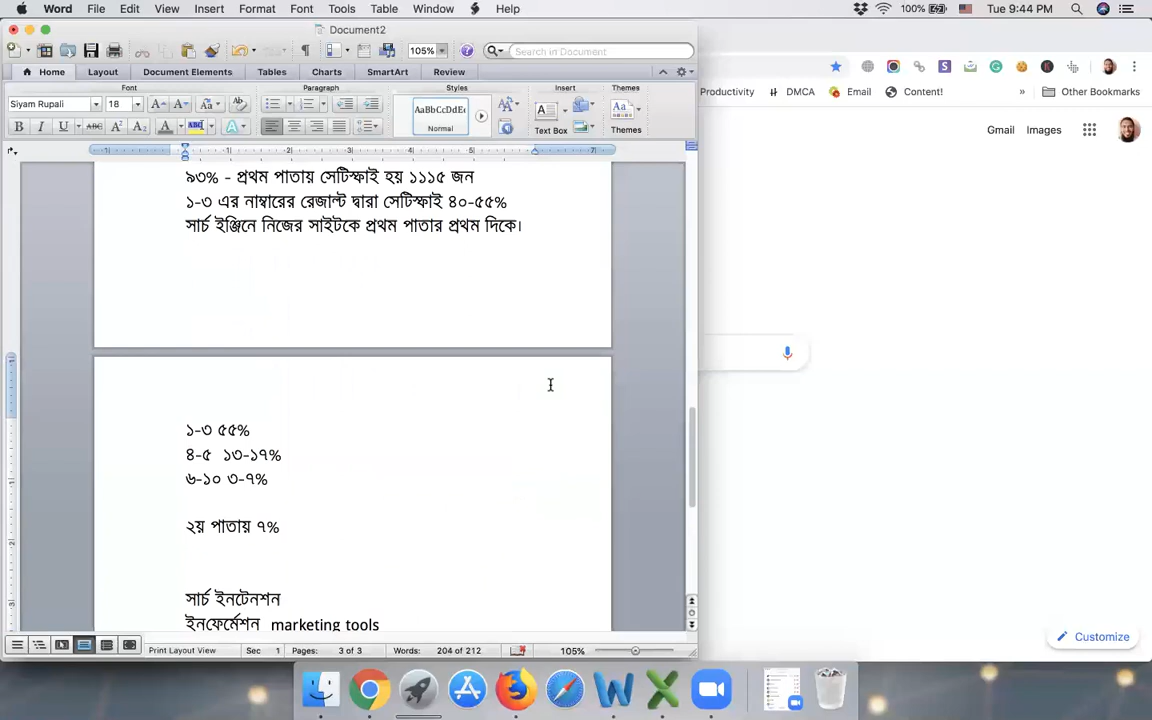 Word File Edit View Insert Format Font Tools Table Window Help
100% Tue 9:44 PM
Document2
105% Search in Document
Home Layout Document Elements Tables Charts SmartArt Review
Font Paragraph Styles Insert Themes
Siyam Rupali 18
AaBbCcDdEe
Normal Text Box Themes
roductivity DMCA Email Content! » Other Bookmarks
Gmail Images
৯৩% - প্রথম পাতায় সেটিস্ফাই হয় ১১১৫ জন
১-৩ এর নাম্বারের রেজাল্ট দ্বারা সেটিস্ফাই ৪০-৫৫%
সার্চ ইঞ্জিনে নিজের সাইটকে প্রথম পাতার প্রথম দিকে।
১-৩ ৫৫%
৪-৫ ১৩-১৭%
৬-১০ ৩-৭%
২য় পাতায় ৭%
সার্চ ইনটেনশন
ইনফের্মেশন marketing tools
Customize
Print Layout View Sec 1 Pages: 3 of 3 Words: 204 of 212 105%